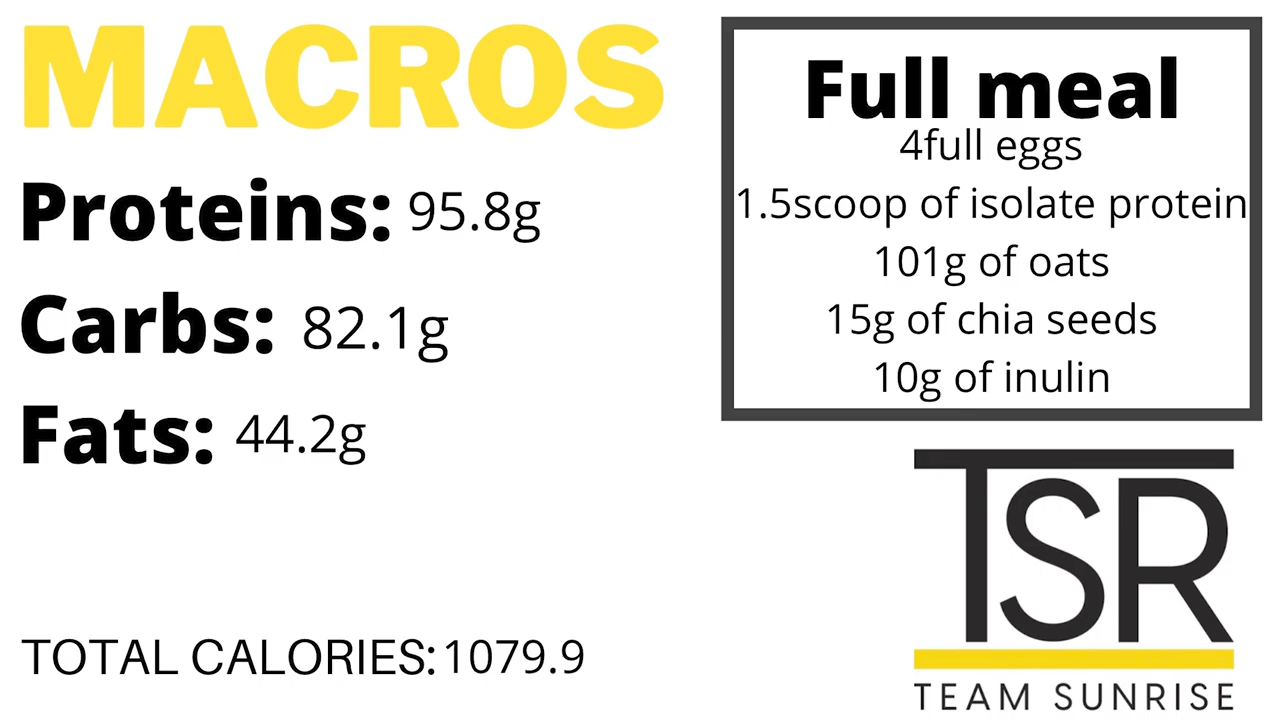 MACROS
Proteins: 95.8g
Carbs: 82.1g
Fats: 44.2g
TOTAL CALORIES: 1079.9
Full meal
4full eggs
1.5scoop of isolate protein
101g of oats
15g of chia seeds
10g of inulin
TSR
TEAM SUNRISE